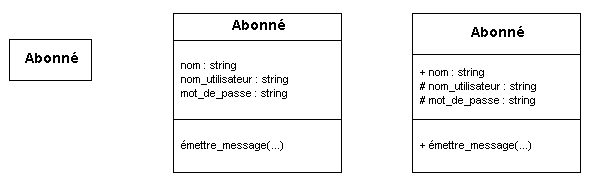 Abonné
Abonné
nom : string
nom_utilisateur : string
mot_de_passe : string
émettre_message(...)
Abonné
+ nom : string
# nom_utilisateur : string
# mot_de_passe : string
+ émettre_message(...)